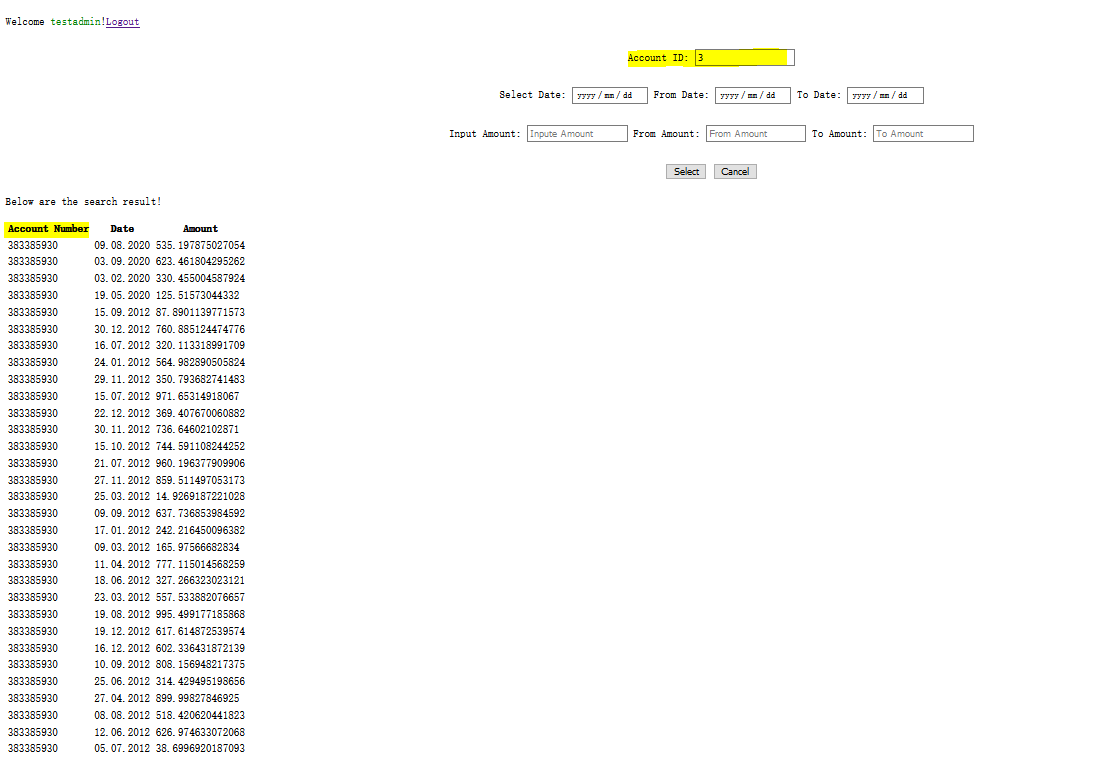 Welcome testadmin!Logout
Account ID: 3
Select Date: yyyy/mm/dd From Date: yyyy/mm/dd To Date: yyyy/mm/dd
Input Amount: Inpute Amount From Amount: From Amount To Amount: To Amount
Select Cancel
Below are the search result!
Account Number Date Amount
383385930 09.08.2020 535.197875027054
383385930 03.09.2020 623.461804295262
383385930 03.02.2020 330.455004587924
383385930 19.05.2020 125.51573044332
383385930 15.09.2012 87.8901139771573
383385930 30.12.2012 760.885124474776
383385930 16.07.2012 320.113318991709
383385930 24.01.2012 564.982890505824
383385930 29.11.2012 350.793682741483
383385930 15.07.2012 971.65314918067
383385930 22.12.2012 369.407670060882
383385930 30.11.2012 736.64602102871
383385930 15.10.2012 744.591108244252
383385930 21.07.2012 960.196377909906
383385930 27.11.2012 859.511497053173
383385930 25.03.2012 14.9269187221028
383385930 09.09.2012 637.736853984592
383385930 17.01.2012 242.216450096382
383385930 09.03.2012 165.97566682834
383385930 11.04.2012 777.115014568259
383385930 18.06.2012 327.266323023121
383385930 23.03.2012 557.533882076657
383385930 19.08.2012 995.499177185868
383385930 19.12.2012 617.614872539574
383385930 16.12.2012 602.336431872139
383385930 10.09.2012 808.156948217375
383385930 25.06.2012 314.429495198656
383385930 27.04.2012 899.99827846925
383385930 08.08.2012 518.420620441823
383385930 12.06.2012 626.974633072068
383385930 05.07.2012 38.6996920187093